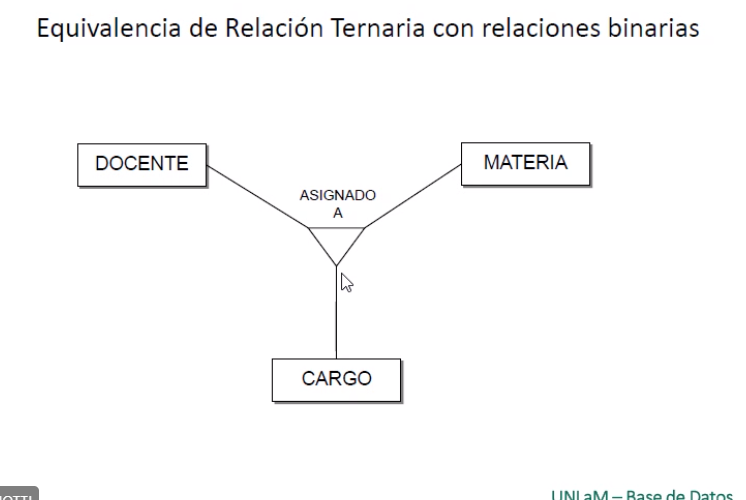 Equivalencia de Relación Ternaria con relaciones binarias
DOCENTE
MATERIA
ASIGNADO
A
CARGO
UNLaM – Base de Datos